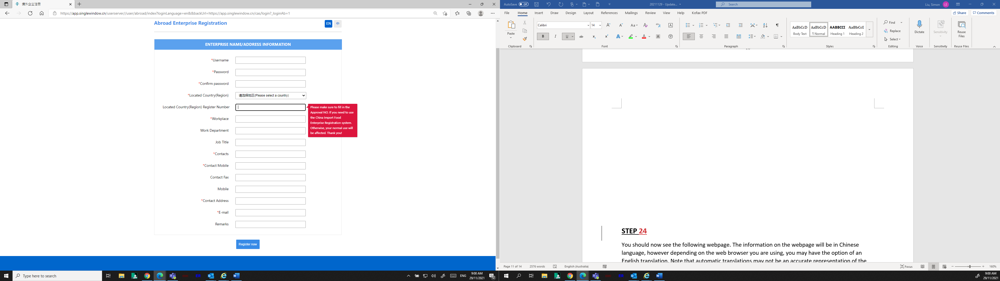 境外企业注册
https://app.singlewindow.cn/userserver//user/abroad/index?loginLanguage=en&&backUrl=https://app.singlewindow.cn/cas/login?_loginAb=1
Abroad Enterprise Registration
EN
中
ENTERPRISE NAME/ADDRESS INFORMATION
*Username
*Password
*Confirm password
*Located Country(Region)
请选择地区(Please select a country)
Located Country(Region) Register Number
Please make sure to fill in the
Approval NO. If you need to use
the China Import Food
Enterprise Registration system.
Otherwise, your normal use will
be affected. Thank you!
*Workplace
Work Department
Job Title
*Contacts
*Contact Mobile
Contact Fax
Mobile
*Contact Address
*E-mail
Remarks
Register now
Type here to search
ENG
9:00 AM
29/11/2021
12
AutoSave Off
20211129 - Update...
Search
Liu, Simon
LS
File Home Insert Draw Design Layout References Mailings Review View Help Kofax PDF
Share
Comments
Paste
Clipboard
Calibri
14
Font
Paragraph
AaBbCcD
Body Text
AaBbCcD
¶ Normal
AABBCCI
Heading 1
AaBbCcI
Heading 2
Styles
Find
Replace
Select
Editing
Dictate
Voice
Sensitivity
Sensitivity
Reuse
Files
Reuse Files
STEP 24
You should now see the following webpage. The information on the webpage will be in Chinese
language, however depending on the web browser you are using, you may have the option of an
English translation. Note that automatic translations may not be an accurate representation of the
Page 11 of 14
2576 words
English (Australia)
Focus
160%
9:00 AM
29/11/2021